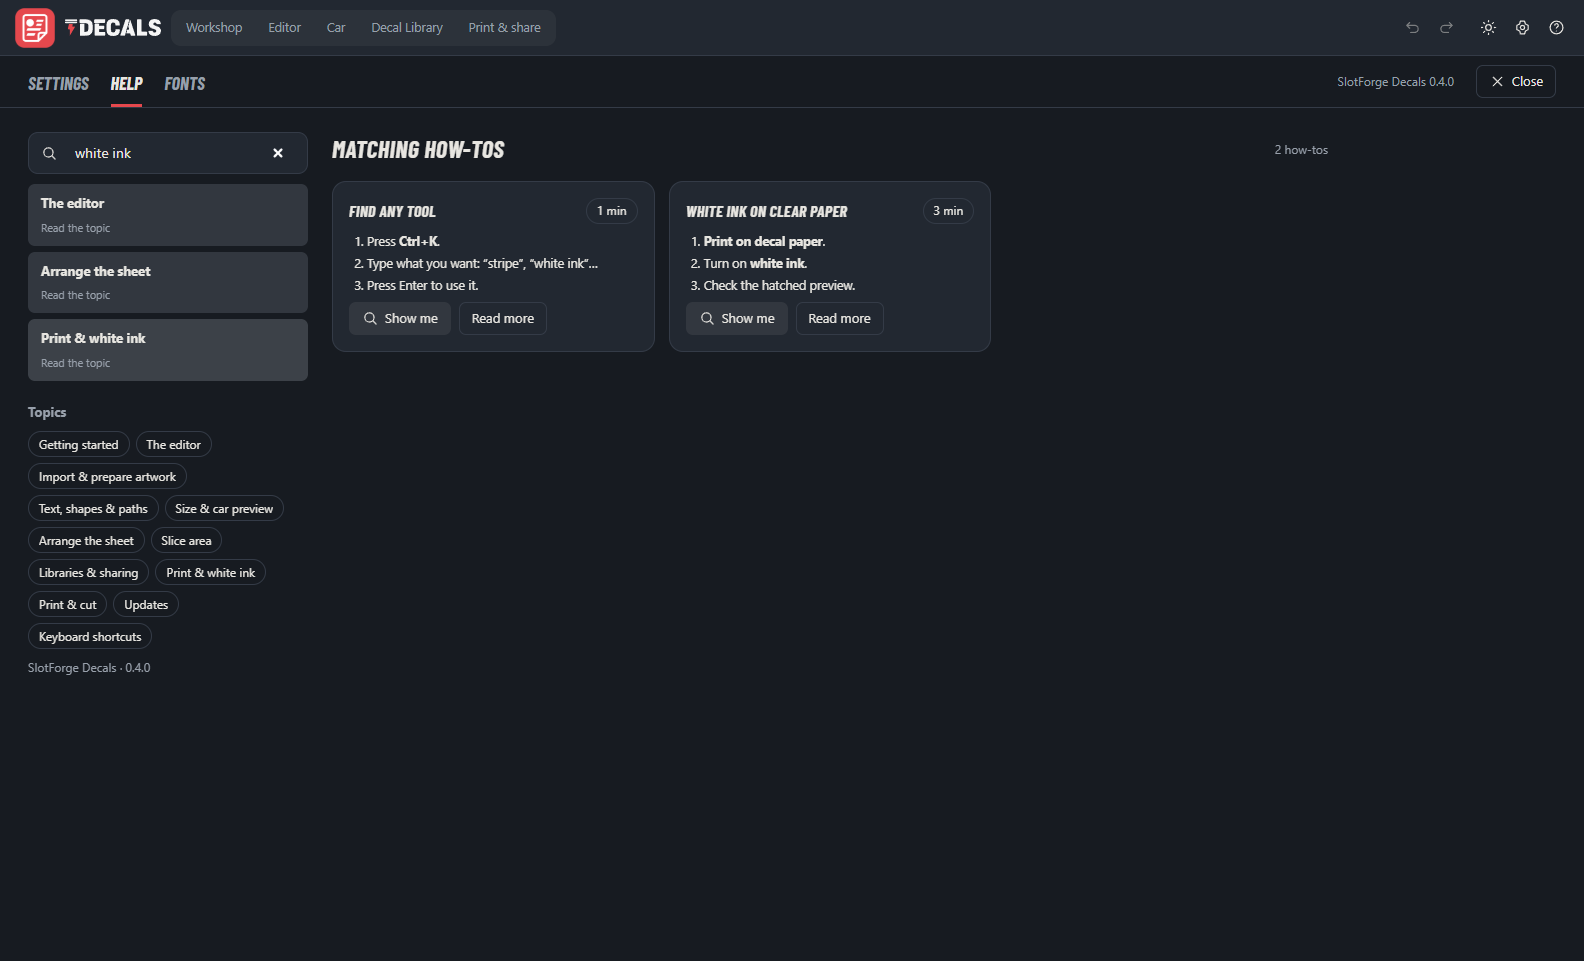 DECALS
Workshop
Editor
Car
Decal Library
Print & share
SETTINGS
HELP
FONTS
SlotForge Decals 0.4.0
Close
white ink
The editor
Read the topic
Arrange the sheet
Read the topic
Print & white ink
Read the topic
Topics
Getting started
The editor
Import & prepare artwork
Text, shapes & paths
Size & car preview
Arrange the sheet
Slice area
Libraries & sharing
Print & white ink
Print & cut
Updates
Keyboard shortcuts
SlotForge Decals · 0.4.0
MATCHING HOW-TOS
2 how-tos
FIND ANY TOOL
1 min
1. Press Ctrl+K.
2. Type what you want: “stripe”, “white ink”…
3. Press Enter to use it.
Show me
Read more
WHITE INK ON CLEAR PAPER
3 min
1. Print on decal paper.
2. Turn on white ink.
3. Check the hatched preview.
Show me
Read more